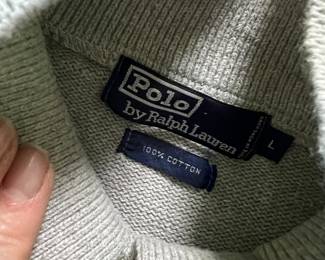 Polo
by Ralph Lauren
L
100% COTTON